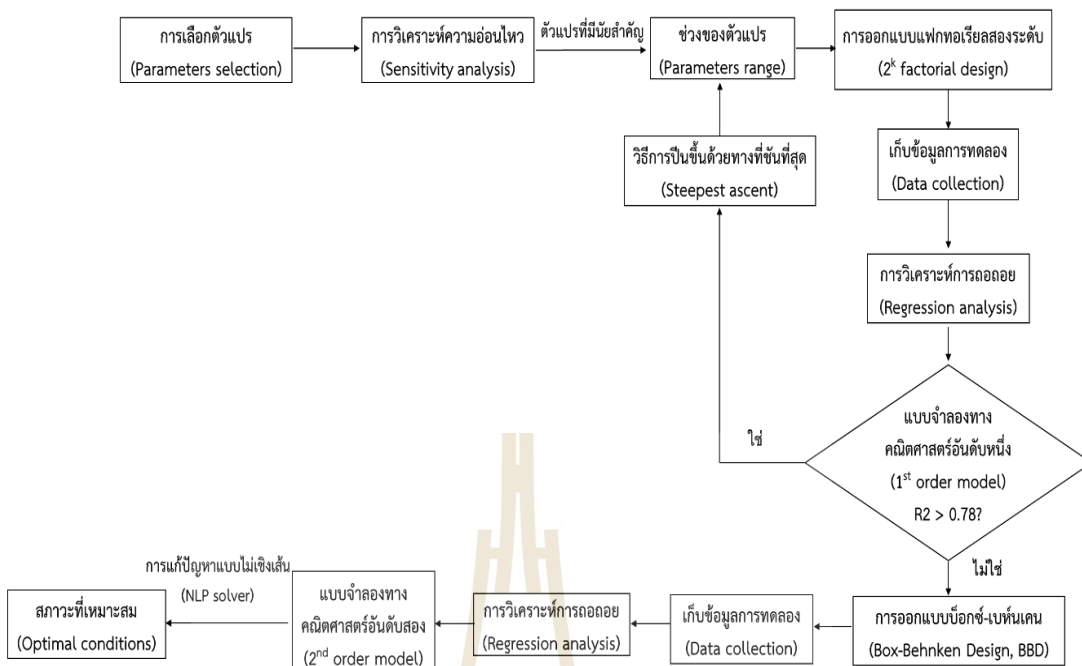 การเลือกตัวแปร
(Parameters selection)
การวิเคราะห์ความอ่อนไหว
(Sensitivity analysis)
ตัวแปรที่มีนัยสำคัญ
ช่วงของตัวแปร
(Parameters range)
การออกแบบแฟกทอเรียลสองระดับ
(2ᵏ factorial design)
วิธีการปีนขึ้นด้วยทางที่ชันที่สุด
(Steepest ascent)
เก็บข้อมูลการทดลอง
(Data collection)
การวิเคราะห์การถอถอย
(Regression analysis)
แบบจำลองทาง
คณิตศาสตร์อันดับหนึ่ง
(1ˢᵗ order model)
R2 > 0.78?
ใช่
ไม่ใช่
การออกแบบบ็อกซ์-เบห์นเคน
(Box-Behnken Design, BBD)
เก็บข้อมูลการทดลอง
(Data collection)
การวิเคราะห์การถอถอย
(Regression analysis)
แบบจำลองทาง
คณิตศาสตร์อันดับสอง
(2ⁿᵈ order model)
การแก้ปัญหาแบบไม่เชิงเส้น
(NLP solver)
สภาวะที่เหมาะสม
(Optimal conditions)